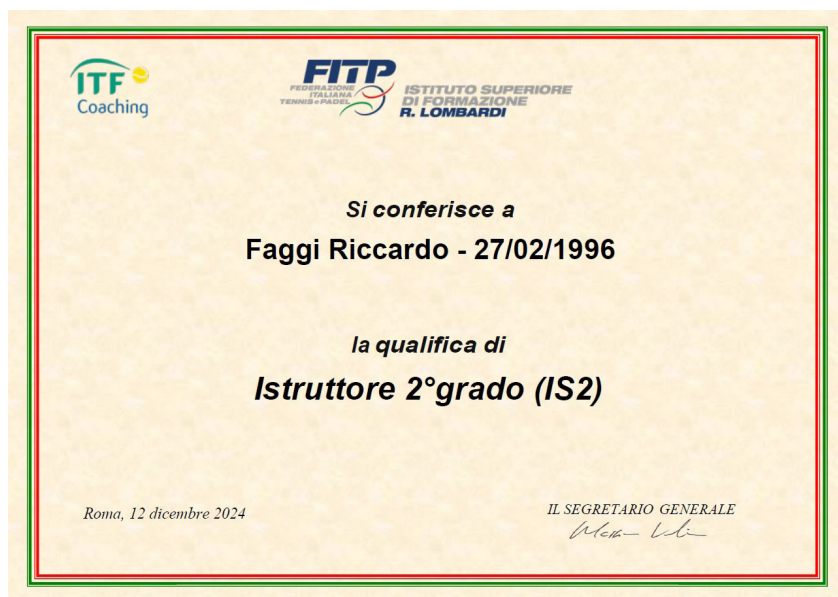 ITF
Coaching
FITP
FEDERAZIONE
ITALIANA
TENNIS e PADEL
ISTITUTO SUPERIORE
DI FORMAZIONE
R. LOMBARDI
Si conferisce a
Faggi Riccardo - 27/02/1996
la qualifica di
Istruttore 2°grado (IS2)
Roma, 12 dicembre 2024
IL SEGRETARIO GENERALE